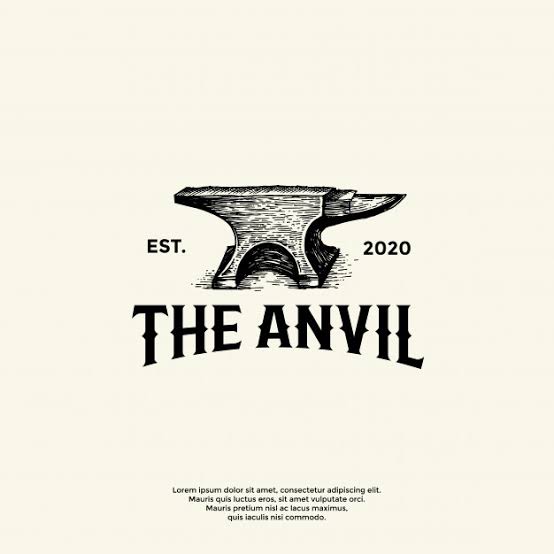 EST. 2020
THE ANVIL
Lorem ipsum dolor sit amet, consectetur adipiscing elit.
Mauris quis luctus eros, sit amet vulputate orci.
Mauris pretium nisl ac lacus maximus,
quis iaculis nisi commodo.